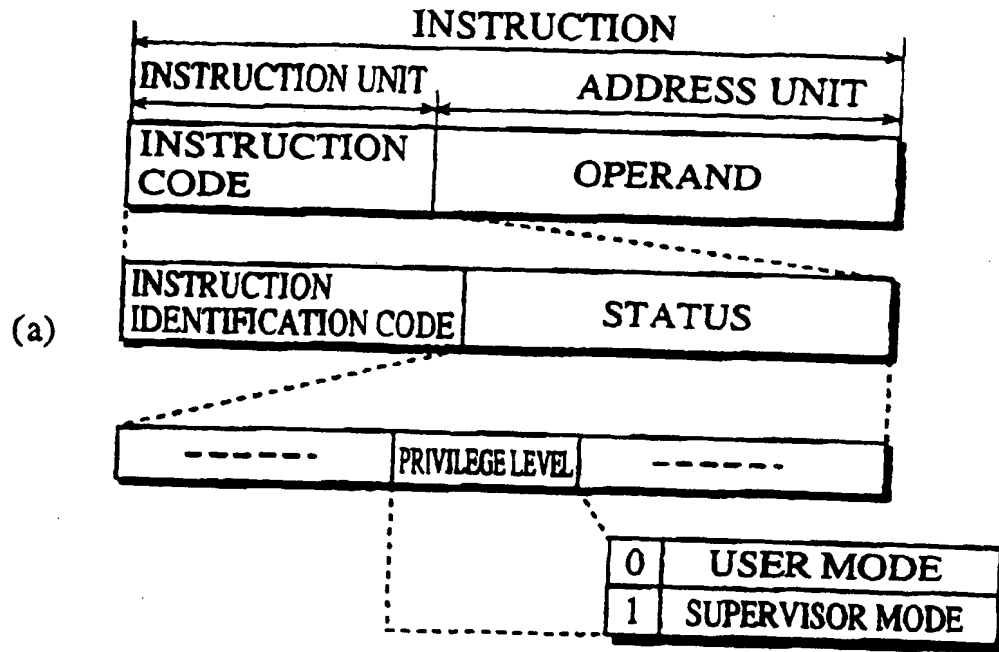 INSTRUCTION
INSTRUCTION UNIT
ADDRESS UNIT
INSTRUCTION
CODE
OPERAND
INSTRUCTION
IDENTIFICATION CODE
STATUS
(a)
PRIVILEGE LEVEL
0 USER MODE
1 SUPERVISOR MODE